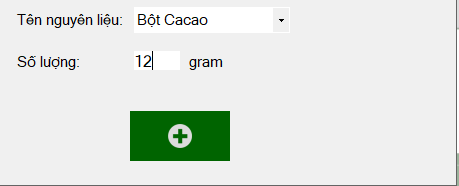 Tên nguyên liệu: Bột Cacao
Số lượng: 12 gram